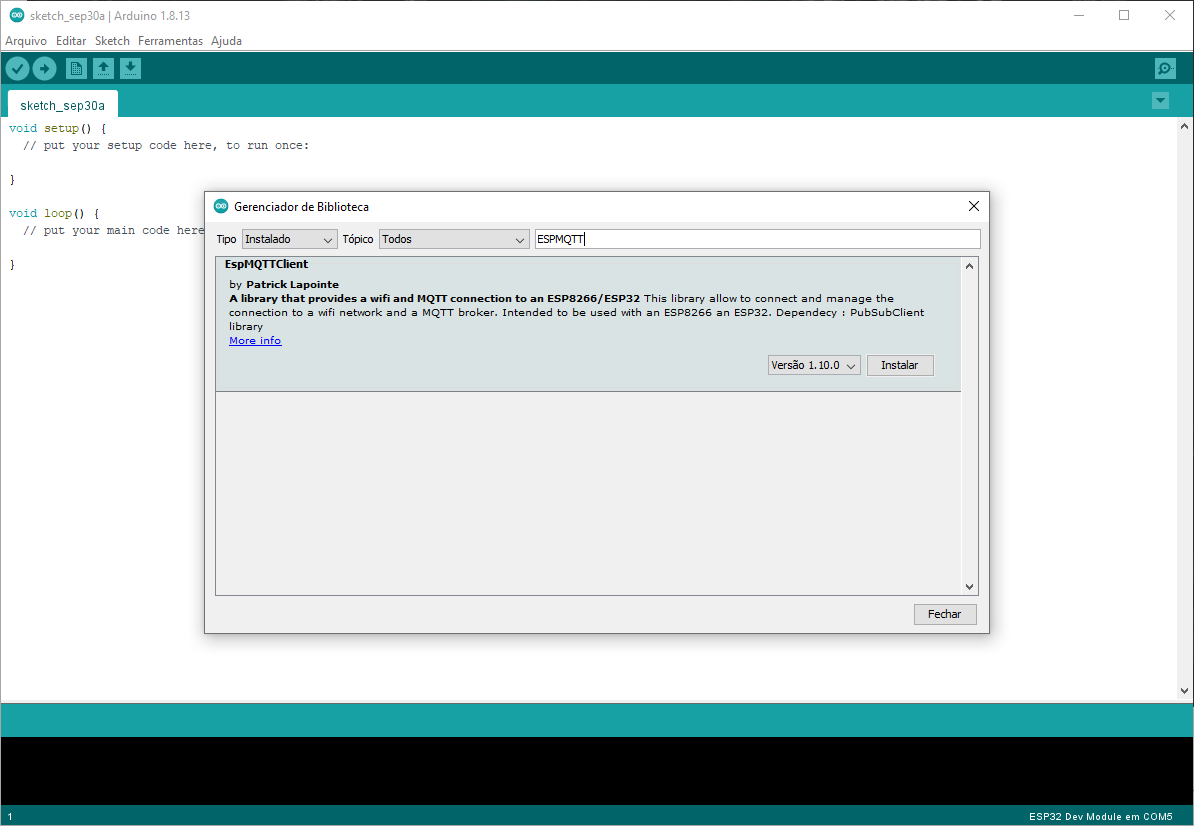 sketch_sep30a | Arduino 1.8.13
Arquivo Editar Sketch Ferramentas Ajuda
sketch_sep30a
void setup() {
// put your setup code here, to run once:
}
void loop() {
// put your main code here
}
Gerenciador de Biblioteca
Tipo Instalado Tópico Todos ESPMQTT
EspMQTTClient
by Patrick Lapointe
A library that provides a wifi and MQTT connection to an ESP8266/ESP32 This library allow to connect and manage the
connection to a wifi network and a MQTT broker. Intended to be used with an ESP8266 an ESP32. Dependecy : PubSubClient
library
More info
Versão 1.10.0 Instalar
Fechar
1 ESP32 Dev Module em COM5